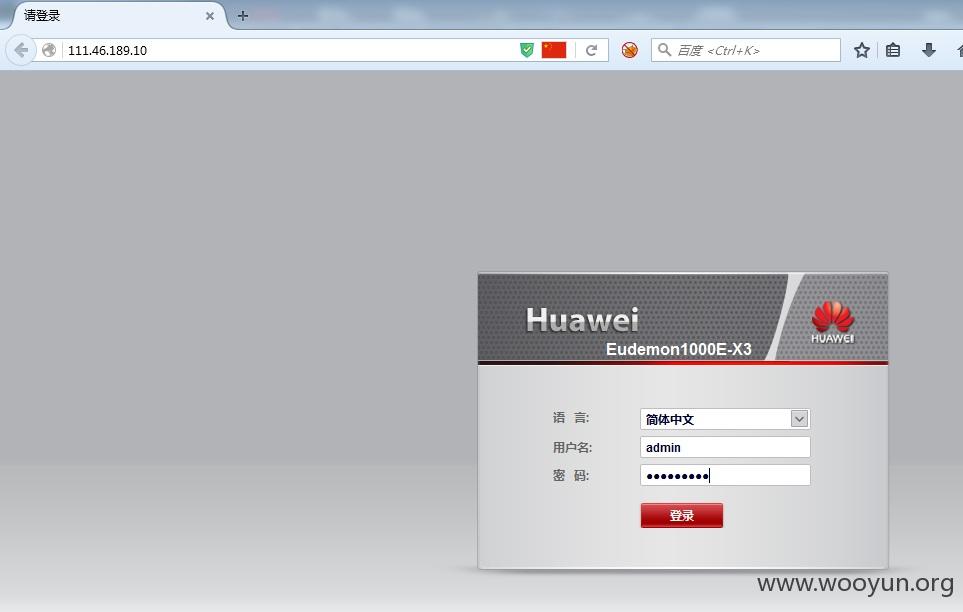 请登录
111.46.189.10
百度 <Ctrl+K>
Huawei
Eudemon1000E-X3
HUAWEI
语 言:
简体中文
用户名:
admin
密 码:
●●●●●●●●●
登录
www.wooyun.org